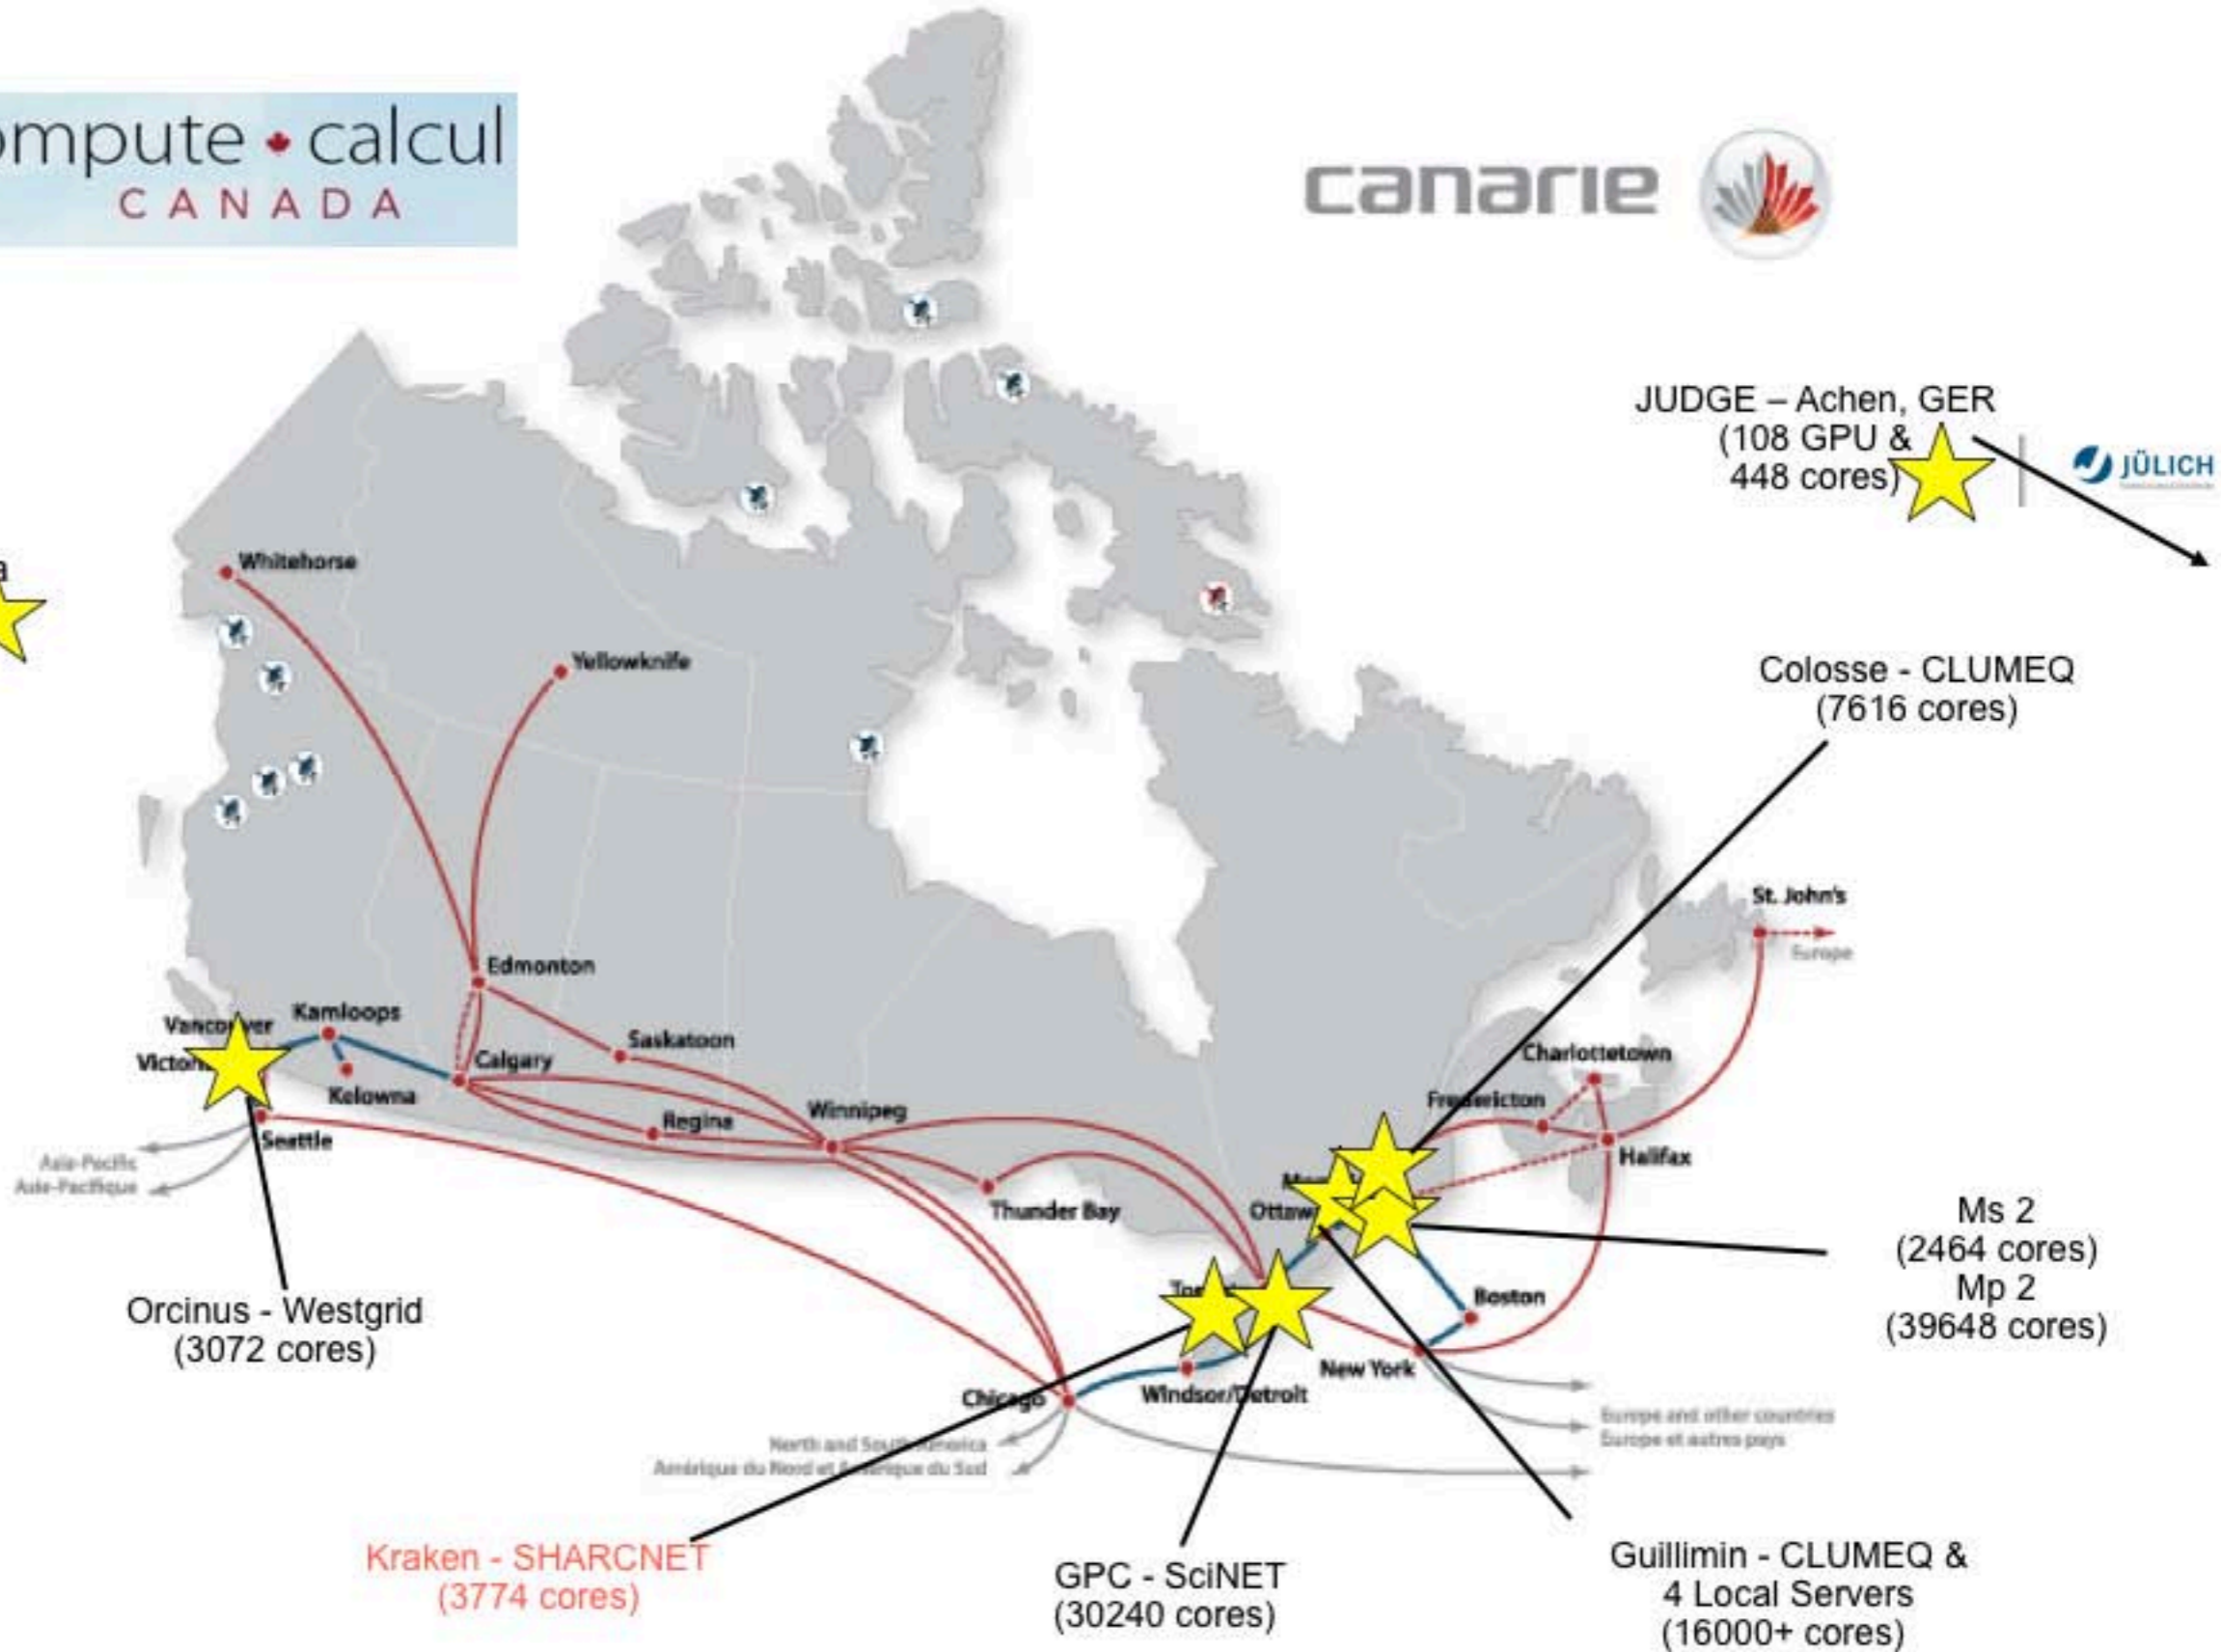 ompute calcul
CANADA
canarie
JUDGE – Achen, GER
(108 GPU &
448 cores)
JÜLICH
a
Whitehorse
Yellowknife
Colosse - CLUMEQ
(7616 cores)
St. John's
Europe
Edmonton
Kamloops
Vancouver
Saskatoon
Calgary
Kelowna
Charlottetown
Fredericton
Winnipeg
Regina
Seattle
Halifax
Asia-Pacific
Asie-Pacifique
Thunder Bay
Ottaw
Ms 2
(2464 cores)
Mp 2
(39648 cores)
Orcinus - Westgrid
(3072 cores)
Boston
New York
Windsor/Detroit
Chicago
North and South America
Amérique du Nord et Amérique du Sud
Europe and other countries
Europe et autres pays
Kraken - SHARCNET
(3774 cores)
GPC - SciNET
(30240 cores)
Guillimin - CLUMEQ &
4 Local Servers
(16000+ cores)